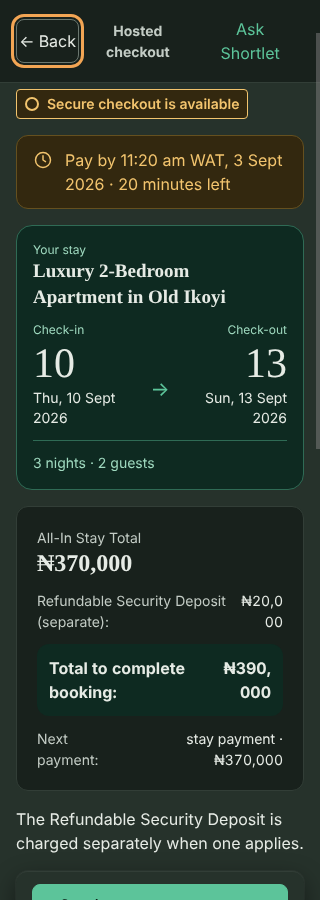 ← Back
Hosted
checkout
Ask
Shortlet
Secure checkout is available
Pay by 11:20 am WAT, 3 Sept
2026 · 20 minutes left
Your stay
Luxury 2-Bedroom
Apartment in Old Ikoyi
Check-in
Check-out
10
13
→
Thu, 10 Sept
2026
Sun, 13 Sept
2026
3 nights · 2 guests
All-In Stay Total
₦370,000
Refundable Security Deposit
(separate):
₦20,0
00
Total to complete
booking:
₦390,
000
Next
payment:
stay payment ·
₦370,000
The Refundable Security Deposit is
charged separately when one applies.